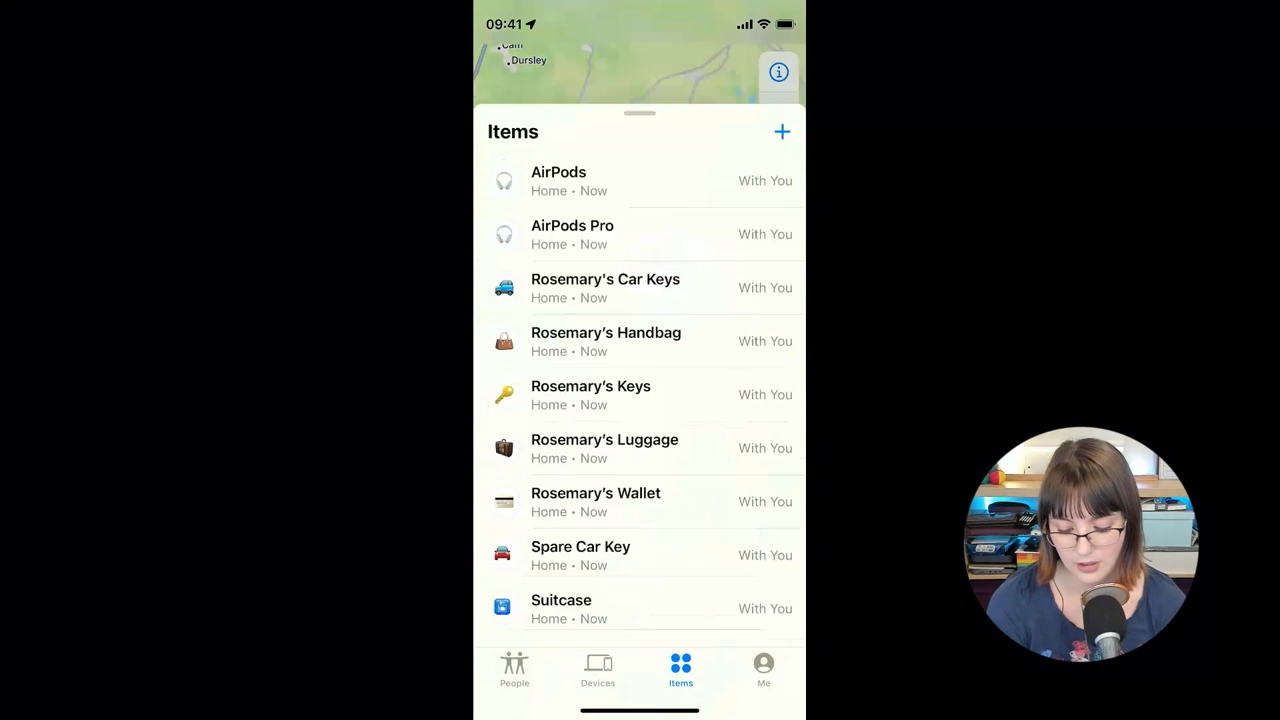 09:41
Cam
Dursley
Items
AirPods
Home • Now
With You
AirPods Pro
Home • Now
With You
Rosemary's Car Keys
Home • Now
With You
Rosemary’s Handbag
Home • Now
With You
Rosemary’s Keys
Home • Now
With You
Rosemary’s Luggage
Home • Now
With You
Rosemary’s Wallet
Home • Now
With You
Spare Car Key
Home • Now
With You
Suitcase
Home • Now
With You
People
Devices
Items
Me